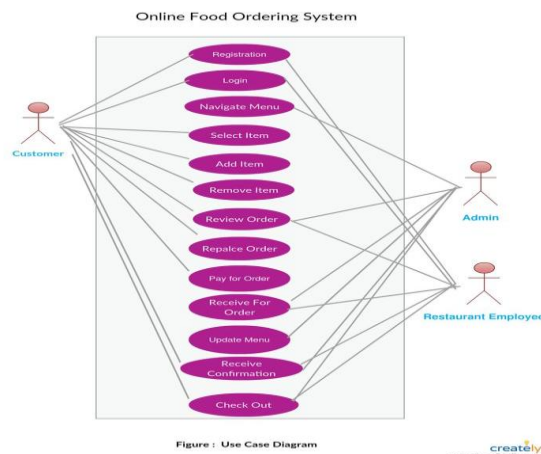 Online Food Ordering System
Registration
Login
Navigate Menu
Select Item
Customer
Add Item
Remove Item
Admin
Review Order
Repalce Order
Pay for Order
Receive For
Order
Restaurant Employee
Update Menu
Receive
Confirmation
Check Out
Figure : Use Case Diagram
creately